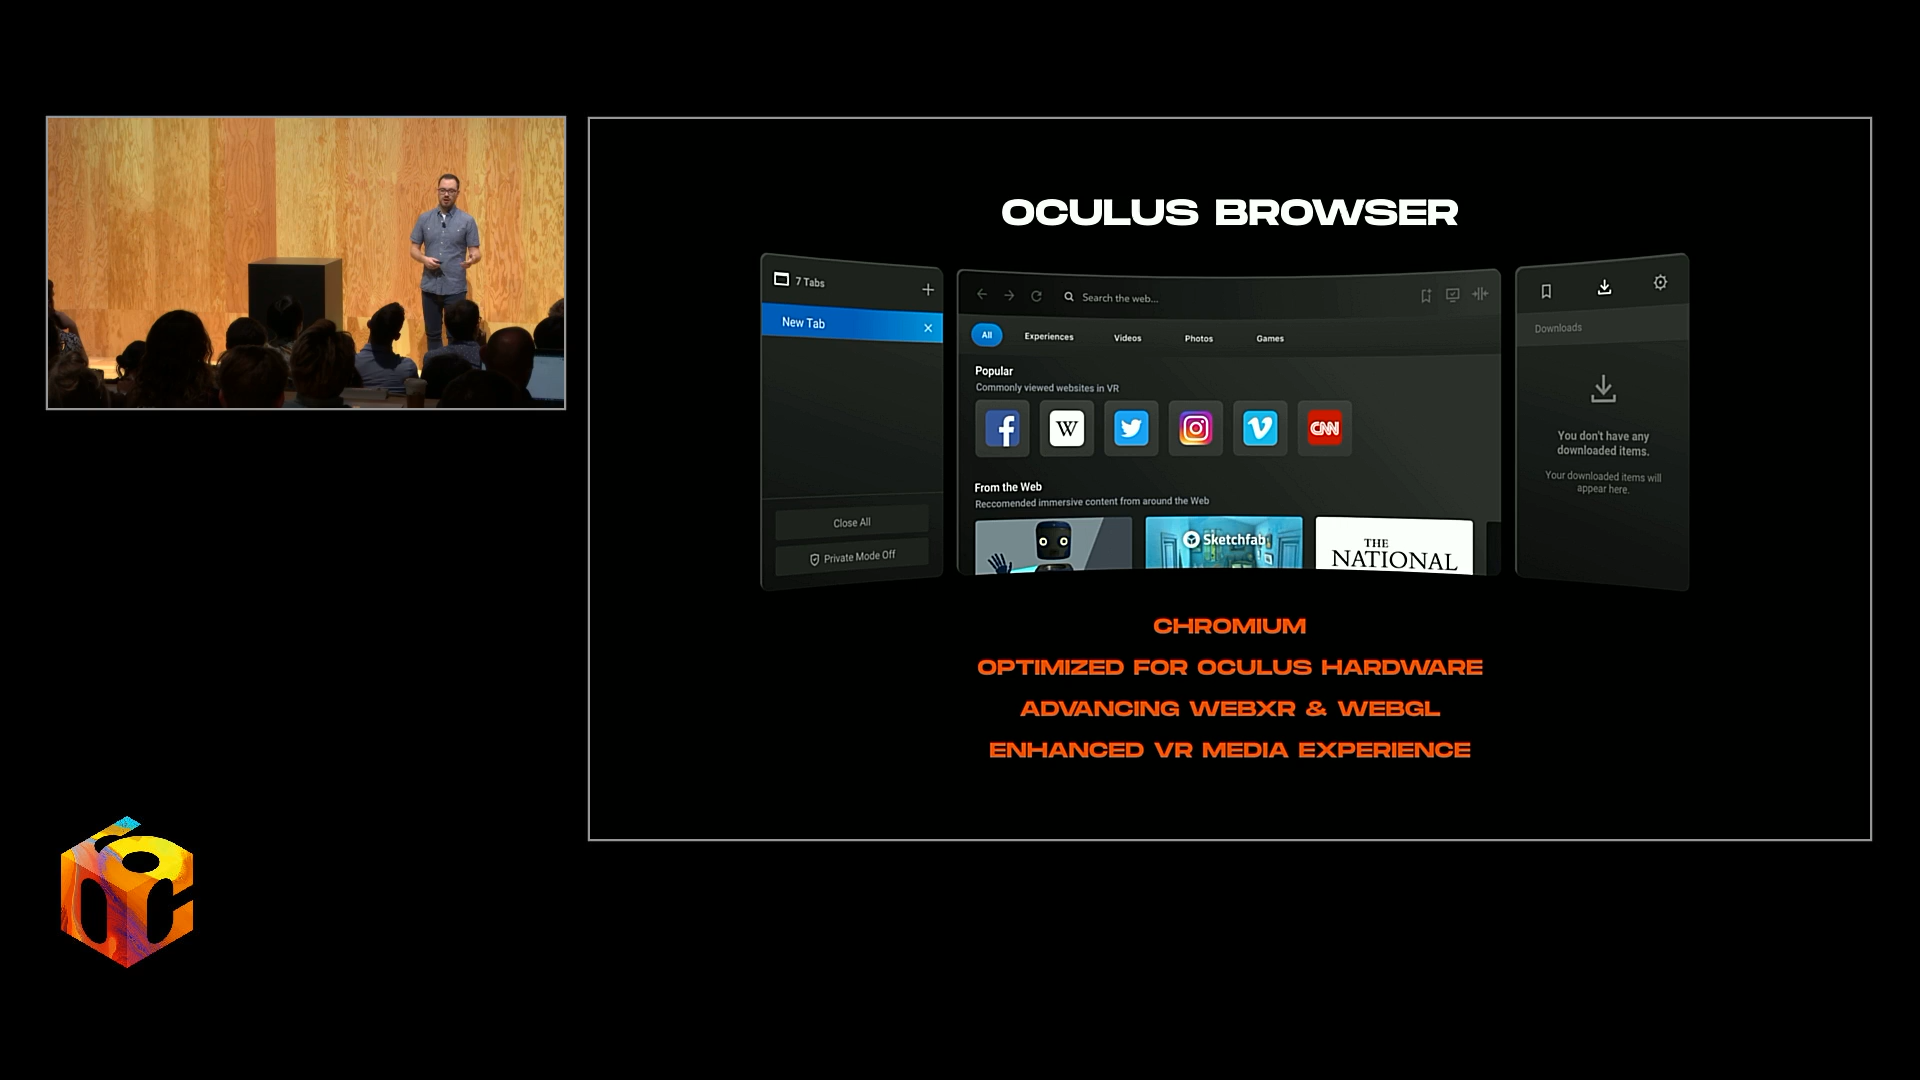 OCULUS BROWSER
7 Tabs
New Tab
Close All
Private Mode Off
Search the web...
All Experiences Videos Photos Games
Popular
Commonly viewed websites in VR
W
CNN
From the Web
Reccomended immersive content from around the Web
Sketchfab
THE
NATIONAL
Downloads
You don't have any
downloaded items.
Your downloaded items will
appear here.
CHROMIUM
OPTIMIZED FOR OCULUS HARDWARE
ADVANCING WEBXR & WEBGL
ENHANCED VR MEDIA EXPERIENCE